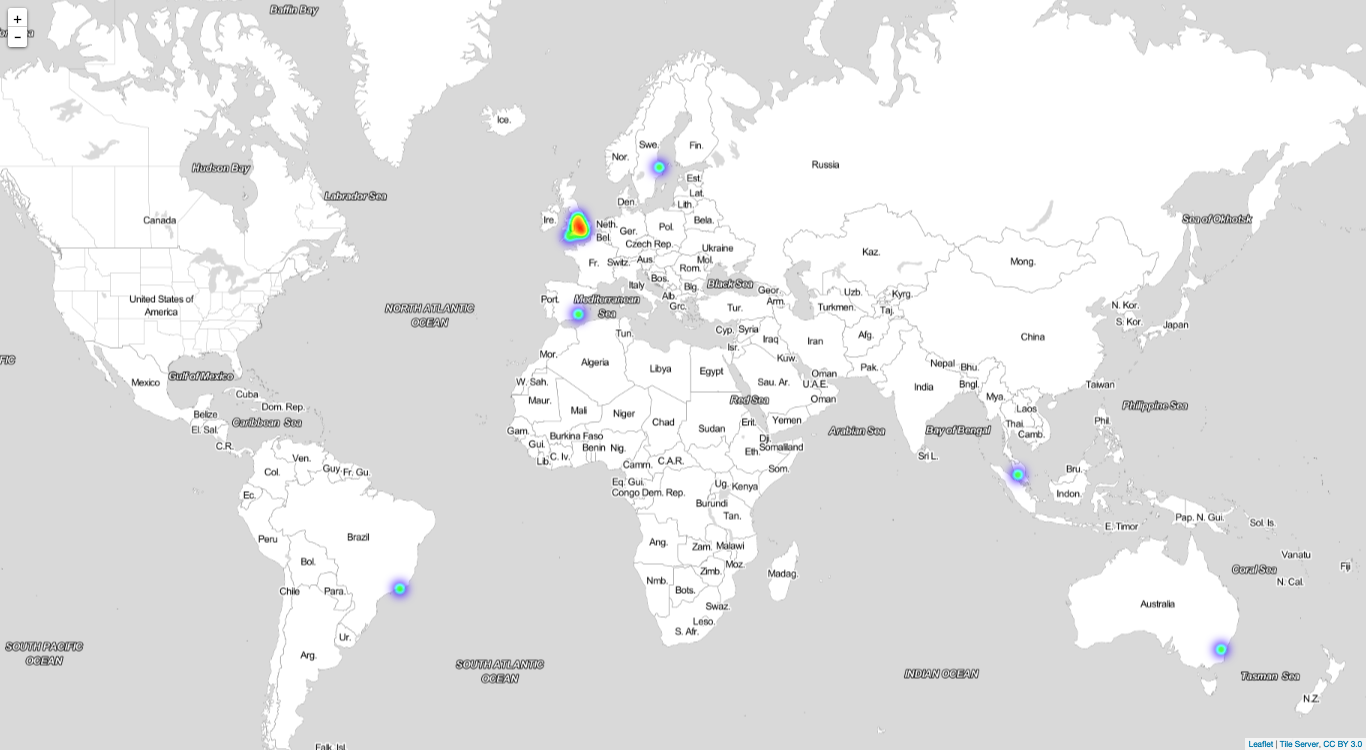 +
Baffin Bay
−
Ice.
Swe.
Fin.
Nor.
Russia
Hudson Bay
Est.
Labrador Sea
Lat.
Den.
Lith.
Canada
Ire.
Neth.
Ger.
Pol.
Bela.
Sea of Okhotsk
Bel.
Czech Rep.
Ukraine
Kaz.
Fr.
Switz.
Aus.
Mol.
Mong.
Rom.
Bos.
Italy
Blg.
Black Sea
Geor.
Uzb.
Kyrg.
United States of
America
Port.
Mediterranean
Sea
Alb.
Grc.
Tur.
Arm.
Turkmen.
Taj.
N. Kor.
NORTH ATLANTIC
OCEAN
S. Kor.
Japan
Tun.
Cyp.
Syria
Iraq
Iran
Afg.
China
Isr.
Mor.
Algeria
Kuw.
FIC
Libya
Egypt
Pak.
Nepal
Bhu.
Gulf of Mexico
Mexico
W. Sah.
Sau. Ar.
Oman
U.A.E.
India
Bngl.
Taiwan
Cuba
Maur.
Red Sea
Oman
Mya.
Dom. Rep.
Mali
Niger
Laos
Philippine Sea
Belize
Caribbean Sea
Chad
Sudan
Erit.
Yemen
Thai.
Phil.
El. Sal.
Gam.
Burkina Faso
Arabian Sea
Bay of Bengal
Camb.
C.R.
Gui.
Benin
Nig.
Dji.
Somaliland
Eth.
Sri L.
Ven.
Lib.
C. Iv.
Camm.
C.A.R.
Som.
Col.
Guy.
Fr. Gu.
Bru.
Eq. Gui.
Ug.
Kenya
Ec.
Congo
Dem. Rep.
Indon.
Burundi
Tan.
Pap. N. Gui.
Sol. Is.
E. Timor
Peru
Brazil
Ang.
Zam.
Malawi
Vanatu
Bol.
Moz.
Fiji
Zimb.
Madag.
Coral Sea
Nmb.
N. Cal.
Chile
Para.
Bots.
Swaz.
Australia
Leso.
S. Afr.
Ur.
SOUTH PACIFIC
OCEAN
Arg.
SOUTH ATLANTIC
OCEAN
INDIAN OCEAN
Tasman Sea
N.Z.
Falk. Isl.
Leaflet | Tile Server, CC BY 3.0